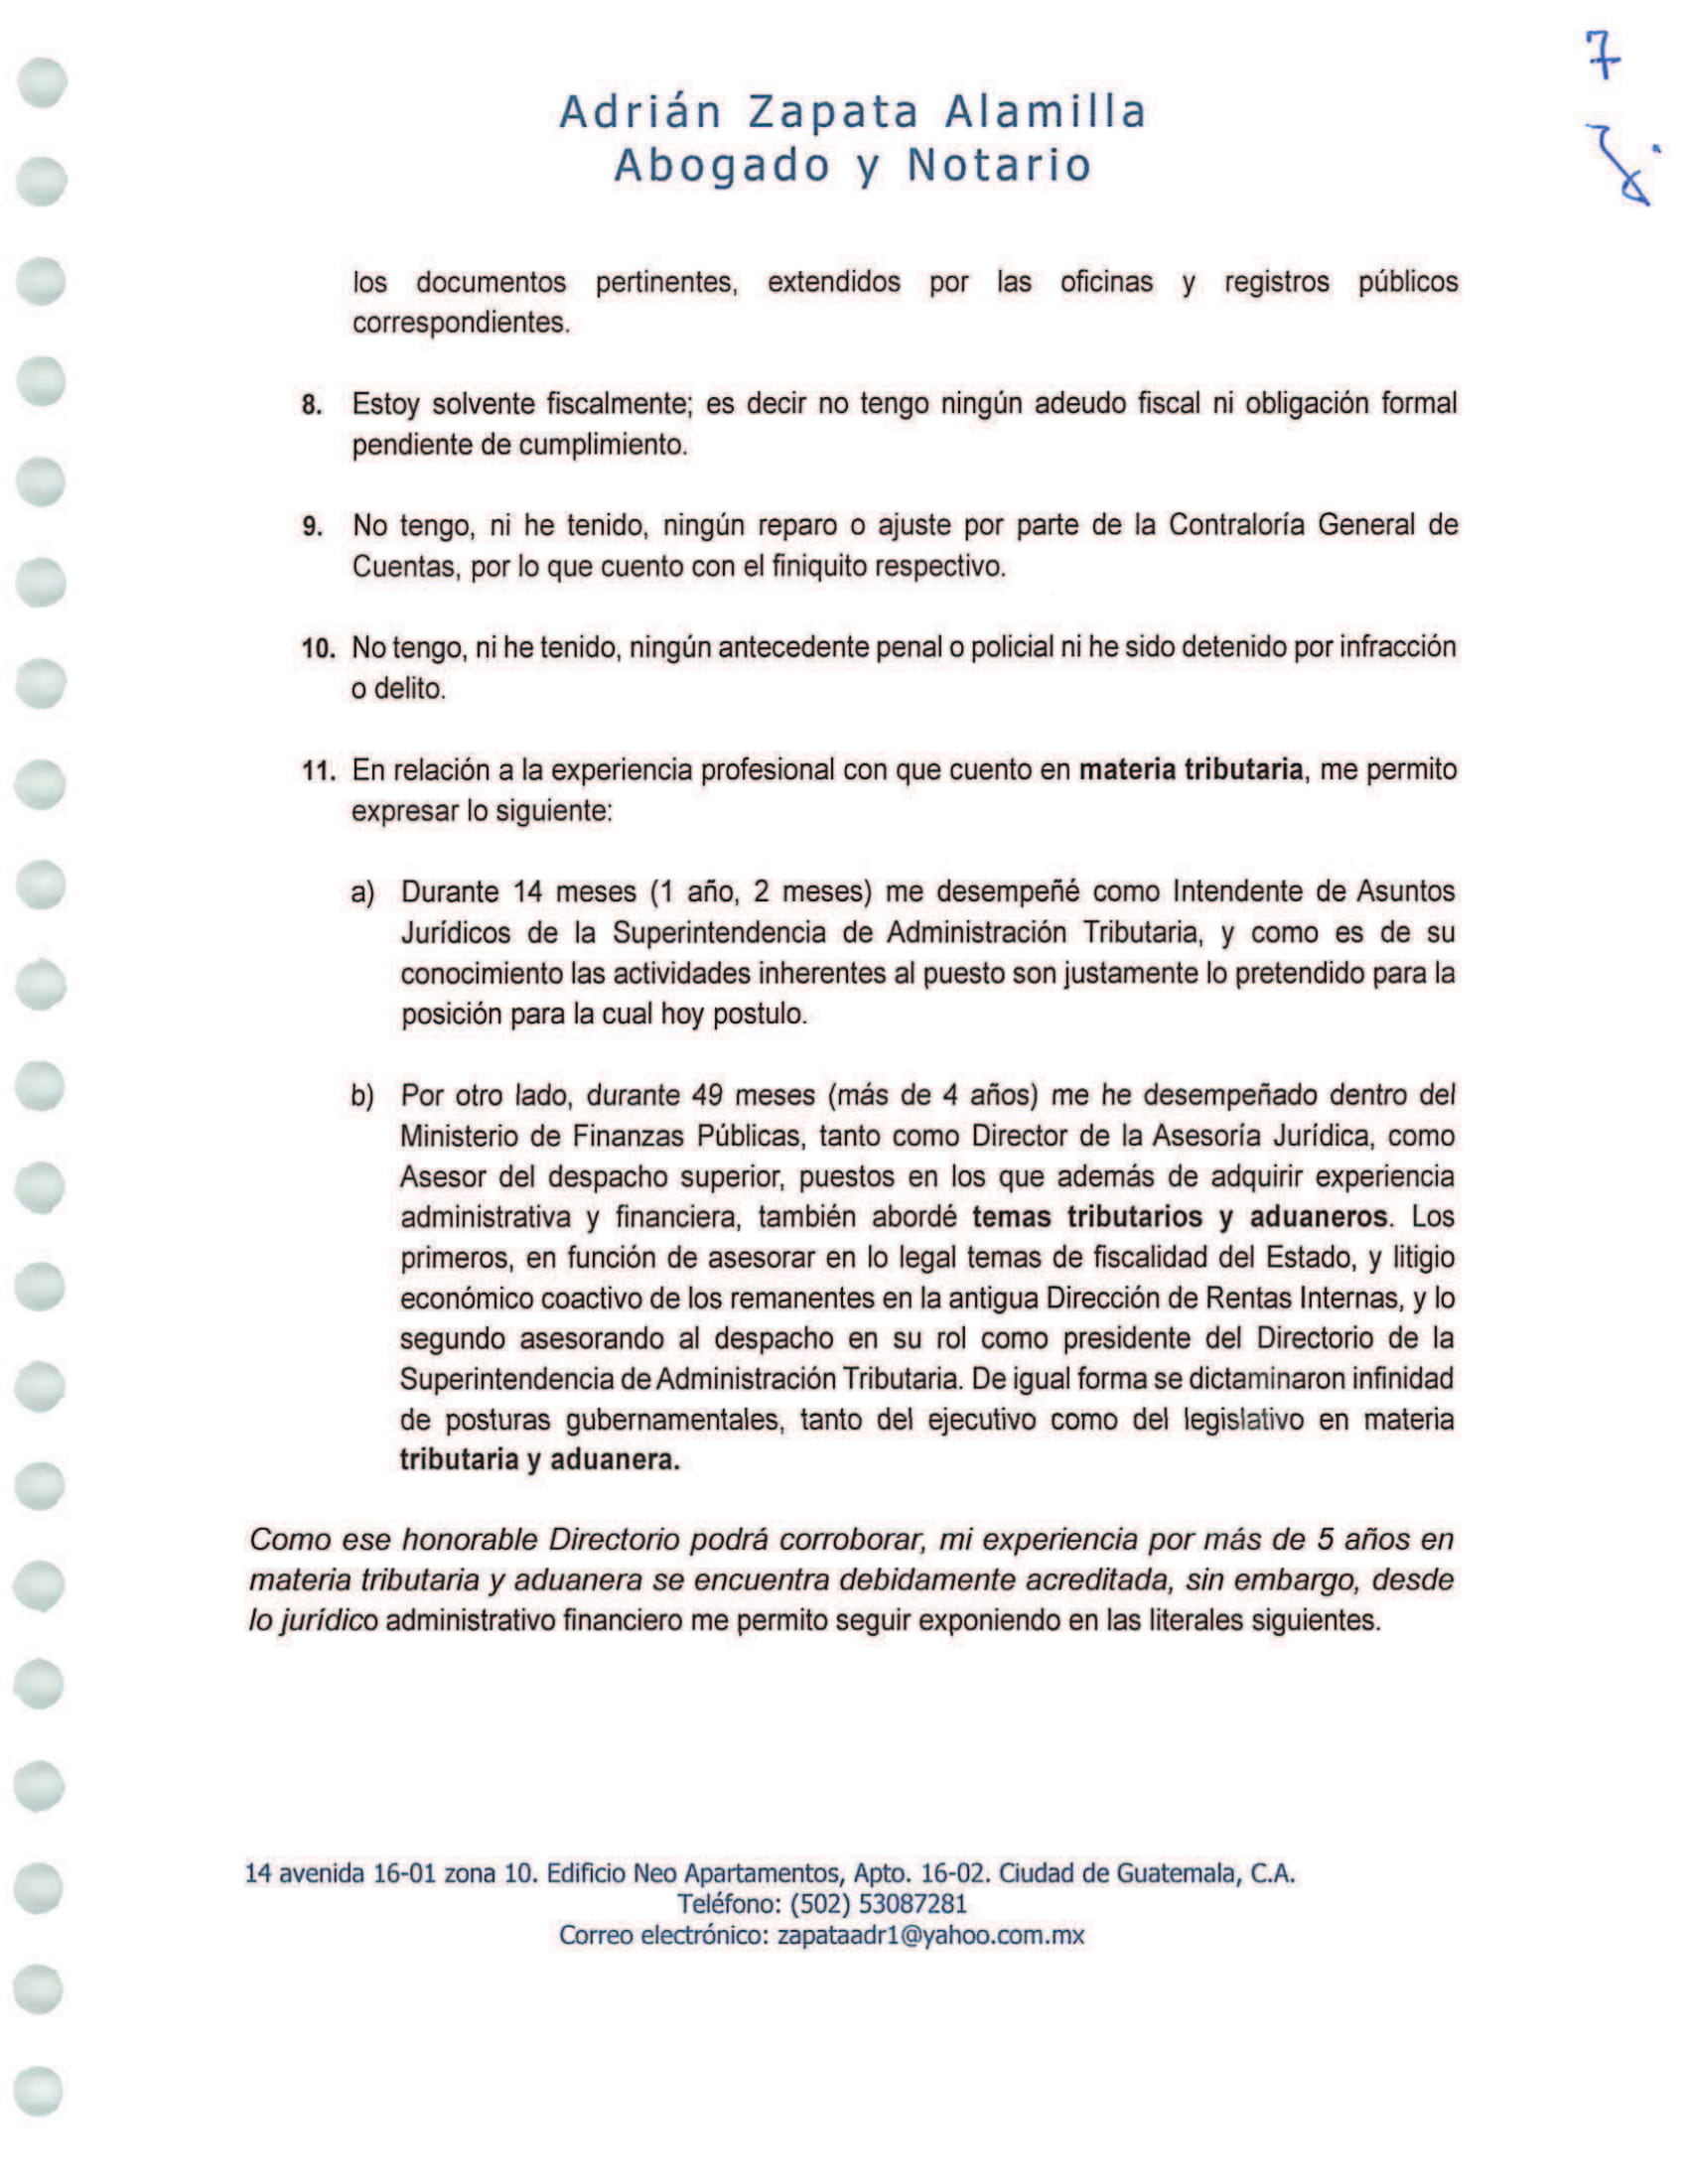 7
Adrián Zapata Alamilla
Abogado y Notario
los documentos pertinentes, extendidos por las oficinas y registros públicos
correspondientes.
8. Estoy solvente fiscalmente; es decir no tengo ningún adeudo fiscal ni obligación formal
pendiente de cumplimiento.
9. No tengo, ni he tenido, ningún reparo o ajuste por parte de la Contraloría General de
Cuentas, por lo que cuento con el finiquito respectivo.
10. No tengo, ni he tenido, ningún antecedente penal o policial ni he sido detenido por infracción
o delito.
11. En relación a la experiencia profesional con que cuento en materia tributaria, me permito
expresar lo siguiente:
a) Durante 14 meses (1 año, 2 meses) me desempeñé como Intendente de Asuntos
Jurídicos de la Superintendencia de Administración Tributaria, y como es de su
conocimiento las actividades inherentes al puesto son justamente lo pretendido para la
posición para la cual hoy postulo.
b) Por otro lado, durante 49 meses (más de 4 años) me he desempeñado dentro del
Ministerio de Finanzas Públicas, tanto como Director de la Asesoría Jurídica, como
Asesor del despacho superior, puestos en los que además de adquirir experiencia
administrativa y financiera, también abordé temas tributarios y aduaneros. Los
primeros, en función de asesorar en lo legal temas de fiscalidad del Estado, y litigio
económico coactivo de los remanentes en la antigua Dirección de Rentas Internas, y lo
segundo asesorando al despacho en su rol como presidente del Directorio de la
Superintendencia de Administración Tributaria. De igual forma se dictaminaron infinidad
de posturas gubernamentales, tanto del ejecutivo como del legislativo en materia
tributaria y aduanera.
Como ese honorable Directorio podrá corroborar, mi experiencia por más de 5 años en
materia tributaria y aduanera se encuentra debidamente acreditada, sin embargo, desde
lo jurídico administrativo financiero me permito seguir exponiendo en las literales siguientes.
14 avenida 16-01 zona 10. Edificio Neo Apartamentos, Apto. 16-02. Ciudad de Guatemala, C.A.
Teléfono: (502) 53087281
Correo electrónico: zapataadr1@yahoo.com.mx